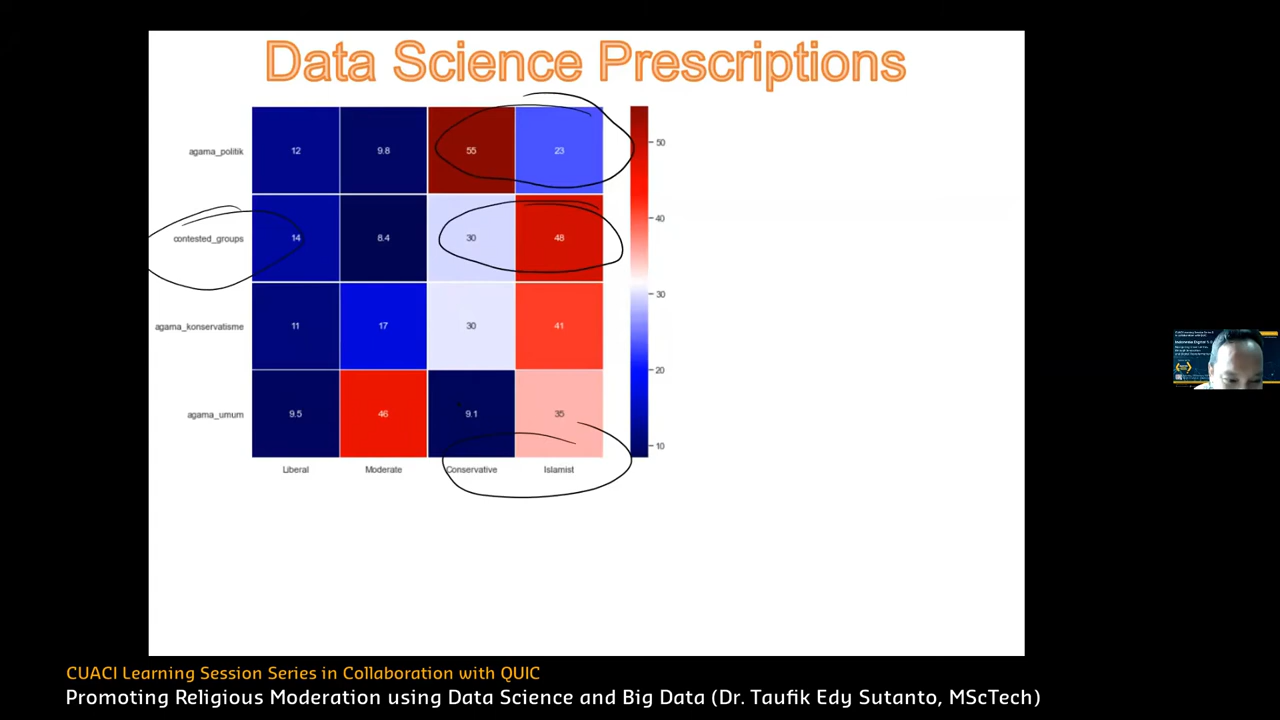 Data Science Prescriptions
agama_politik 12 9.8 55 23
contested_groups 14 8.4 30 48
agama_konservatisme 11 17 30 41
agama_umum 9.5 46 9.1 35
Liberal Moderate Conservative Islamist
50
40
30
20
10
CUACI Learning Session Series in Collaboration with QUIC
Promoting Religious Moderation using Data Science and Big Data (Dr. Taufik Edy Sutanto, MScTech)